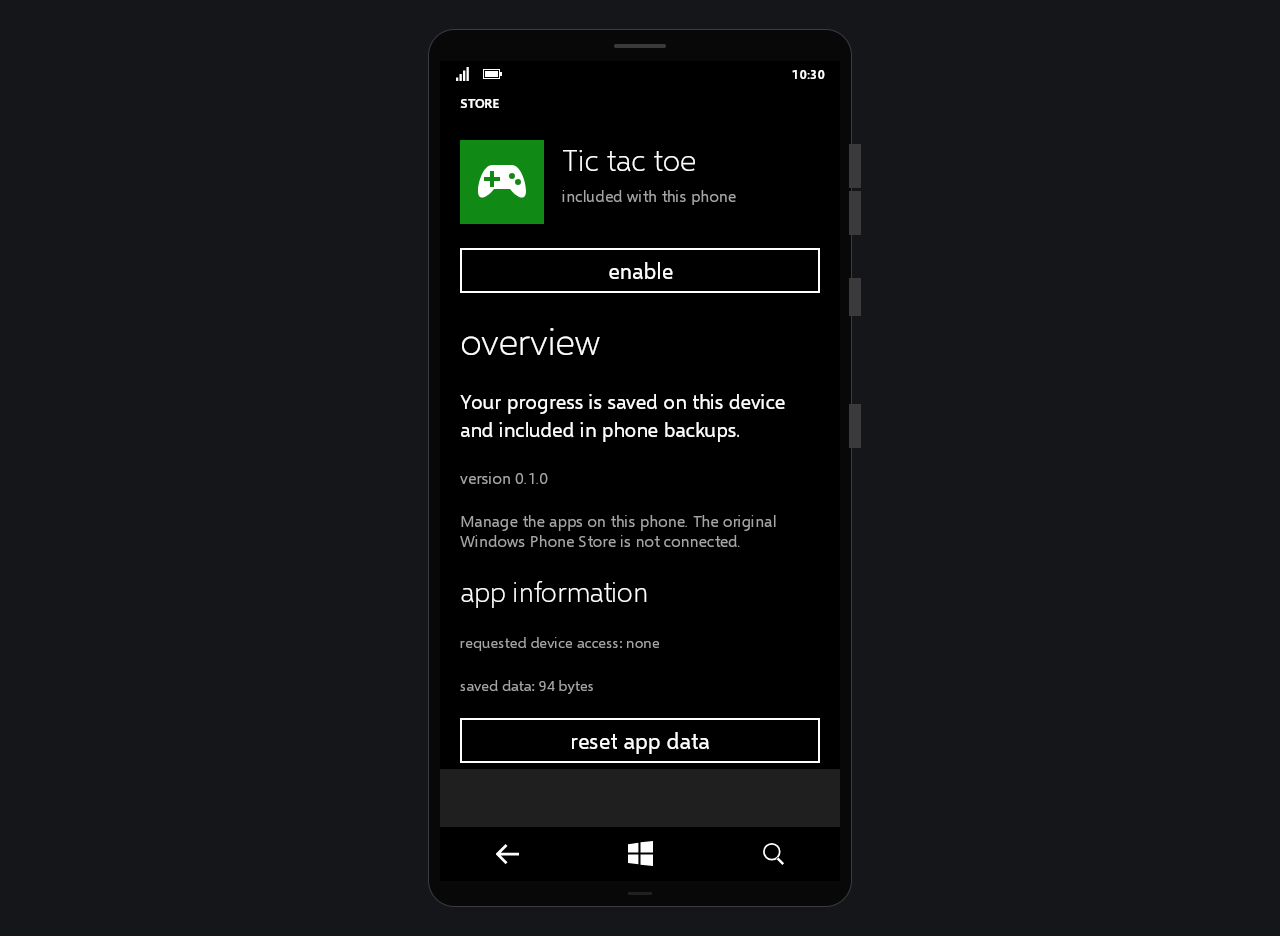 10:30
STORE
Tic tac toe
included with this phone
enable
overview
Your progress is saved on this device
and included in phone backups.
version 0.1.0
Manage the apps on this phone. The original
Windows Phone Store is not connected.
app information
requested device access: none
saved data: 94 bytes
reset app data